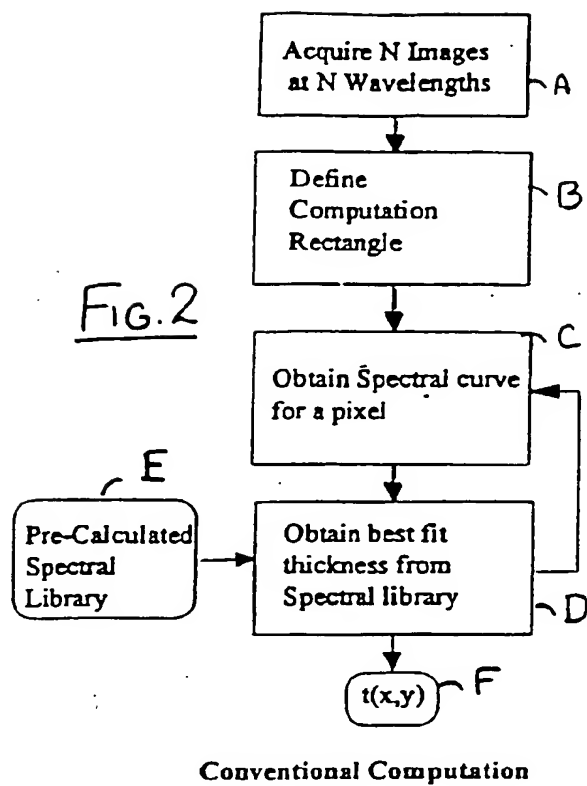 Acquire N Images
at N Wavelengths
A
Define
Computation
Rectangle
B
FIG.2
C
Obtain Spectral curve
for a pixel
E
Pre-Calculated
Spectral
Library
Obtain best fit
thickness from
Spectral library
D
t(x,y)
F
Conventional Computation